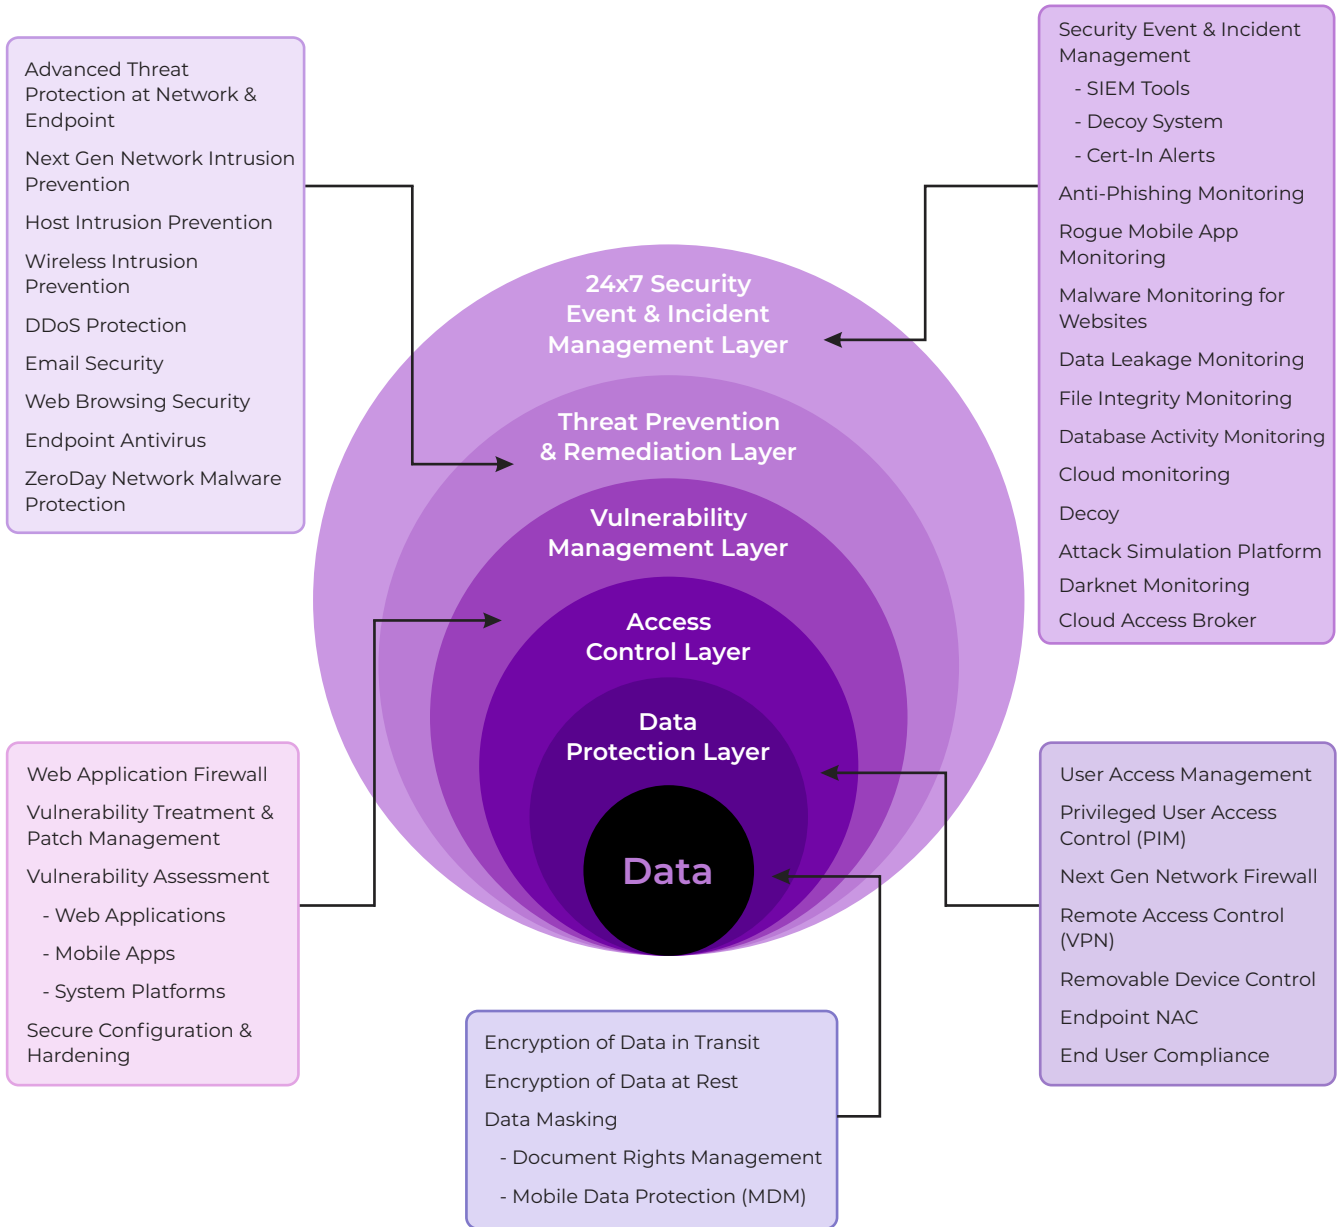 Advanced Threat
Protection at Network &
Endpoint
Next Gen Network Intrusion
Prevention
Host Intrusion Prevention
Wireless Intrusion
Prevention
DDoS Protection
Email Security
Web Browsing Security
Endpoint Antivirus
ZeroDay Network Malware
Protection
Security Event & Incident
Management
- SIEM Tools
- Decoy System
- Cert-In Alerts
Anti-Phishing Monitoring
Rogue Mobile App
Monitoring
Malware Monitoring for
Websites
Data Leakage Monitoring
File Integrity Monitoring
Database Activity Monitoring
Cloud monitoring
Decoy
Attack Simulation Platform
Darknet Monitoring
Cloud Access Broker
24x7 Security
Event & Incident
Management Layer
Threat Prevention
& Remediation Layer
Vulnerability
Management Layer
Access
Control Layer
Data
Protection Layer
Data
Web Application Firewall
Vulnerability Treatment &
Patch Management
Vulnerability Assessment
- Web Applications
- Mobile Apps
- System Platforms
Secure Configuration &
Hardening
User Access Management
Privileged User Access
Control (PIM)
Next Gen Network Firewall
Remote Access Control
(VPN)
Removable Device Control
Endpoint NAC
End User Compliance
Encryption of Data in Transit
Encryption of Data at Rest
Data Masking
- Document Rights Management
- Mobile Data Protection (MDM)